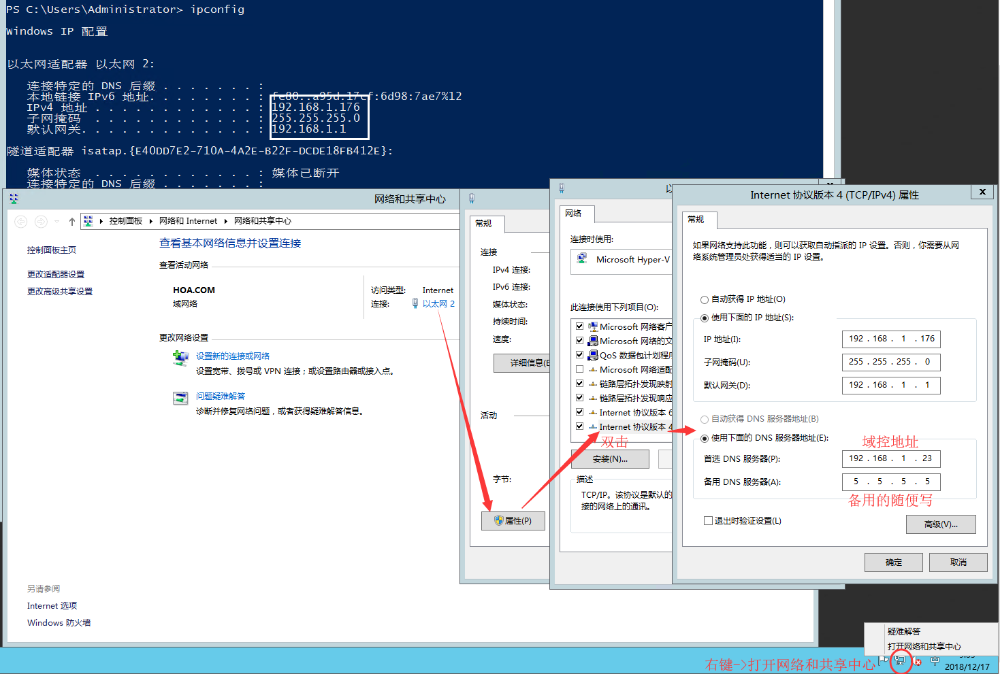 PS C:\Users\Administrator> ipconfig
Windows IP 配置
以太网适配器 以太网 2:
连接特定的 DNS 后缀 . . . . . . . :
本地链接 IPv6 地址. . . . . . . . : fe80::a95d:17cf:6d98:7ae7%12
IPv4 地址 . . . . . . . . . . . . : 192.168.1.176
子网掩码 . . . . . . . . . . . . : 255.255.255.0
默认网关. . . . . . . . . . . . . : 192.168.1.1
隧道适配器 isatap.{E40DD7E2-710A-4A2E-B22F-DCDE18FB412E}:
媒体状态 . . . . . . . . . . . . : 媒体已断开
连接特定的 DNS 后缀 . . . . . . . :
网络和共享中心
控制面板 网络和 Internet 网络和共享中心
控制面板主页
更改适配器设置
更改高级共享设置
查看基本网络信息并设置连接
查看活动网络
HOA.COM
域网络
访问类型: Internet
连接: 以太网 2
更改网络设置
设置新的连接或网络
设置宽带、拨号或 VPN 连接；或设置路由器或接入点。
问题疑难解答
诊断并修复网络问题，或者获得疑难解答信息。
另请参阅
Internet 选项
Windows 防火墙
常规
连接
IPv4 连接:
IPv6 连接:
媒体状态:
持续时间:
速度:
详细信息(E
活动
字节:
属性(P)
以
网络
连接时使用:
Microsoft Hyper-V
此连接使用下列项目(O):
Microsoft 网络客户
Microsoft 网络的文
QoS 数据包计划程序
Microsoft 网络适配
链路层拓扑发现映射
链路层拓扑发现响应
Internet 协议版本 6
Internet 协议版本 4
双击
安装(N)...
描述
TCP/IP。该协议是默认的
接的网络上的通讯。
Internet 协议版本 4 (TCP/IPv4) 属性
常规
如果网络支持此功能，则可以获取自动指派的 IP 设置。否则，你需要从网
络系统管理员处获得适当的 IP 设置。
自动获得 IP 地址(O)
使用下面的 IP 地址(S):
IP 地址(I): 192 . 168 . 1 . 176
子网掩码(U): 255 . 255 . 255 . 0
默认网关(D): 192 . 168 . 1 . 1
自动获得 DNS 服务器地址(B)
使用下面的 DNS 服务器地址(E):
域控地址
首选 DNS 服务器(P): 192 . 168 . 1 . 23
备用 DNS 服务器(A): 5 . 5 . 5 . 5
备用的随便写
退出时验证设置(L)
高级(V)...
确定 取消
疑难解答
打开网络和共享中心
右键->打开网络和共享中心
中
2018/12/17